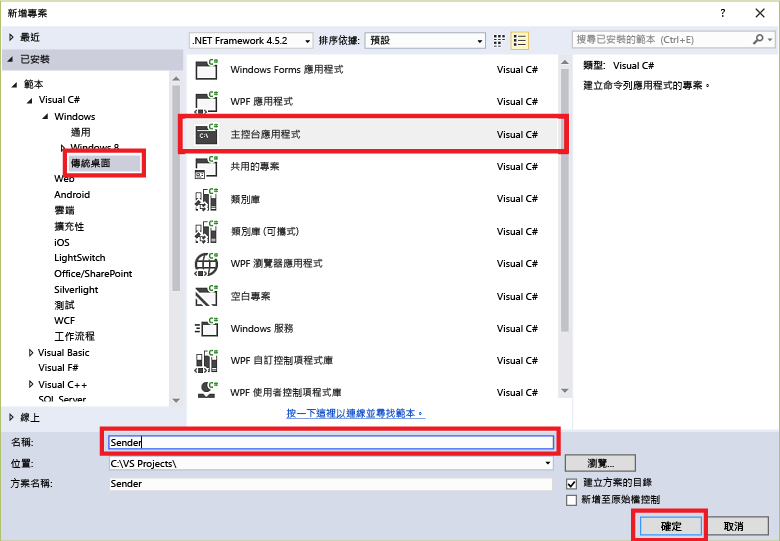 新增專案
? ×
最近
.NET Framework 4.5.2 排序依據: 預設
搜尋已安裝的範本 (Ctrl+E)
已安裝
範本
Visual C#
Windows
通用
Windows 8
傳統桌面
Web
Android
雲端
擴充性
iOS
LightSwitch
Office/SharePoint
Silverlight
測試
WCF
工作流程
Visual Basic
Visual F#
Visual C++
SQL Server
線上
Windows Forms 應用程式 Visual C#
WPF 應用程式 Visual C#
主控台應用程式 Visual C#
共用的專案 Visual C#
類別庫 Visual C#
類別庫 (可攜式) Visual C#
WPF 瀏覽器應用程式 Visual C#
空白專案 Visual C#
Windows 服務 Visual C#
WPF 自訂控制項程式庫 Visual C#
WPF 使用者控制項程式庫 Visual C#
按一下這裡以連線並尋找範本。
類型: Visual C#
建立命令列應用程式的專案。
名稱: Sender
位置: C:\VS Projects\ 瀏覽...
方案名稱: Sender
建立方案的目錄
新增至原始檔控制
確定 取消